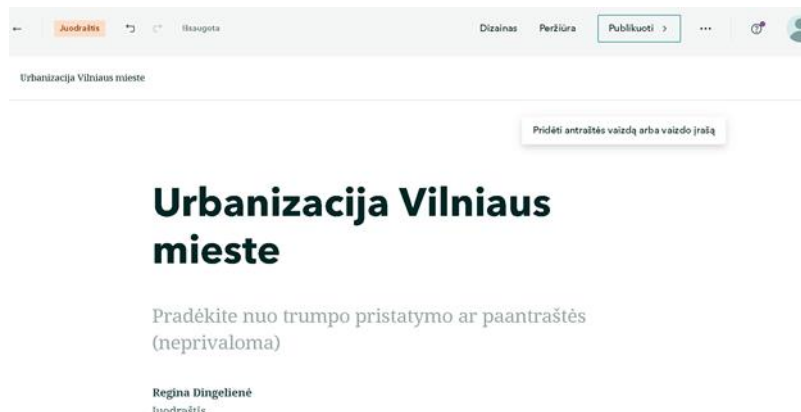 Juodraštis
Išsaugota
Dizainas
Peržiūra
Publikuoti
Urbanizacija Vilniaus mieste
Pridėti antraštės vaizdą arba vaizdo įrašą
Urbanizacija Vilniaus
mieste
Pradėkite nuo trumpo pristatymo ar paantraštės
(neprivaloma)
Regina Dingelienė
Juodraštis